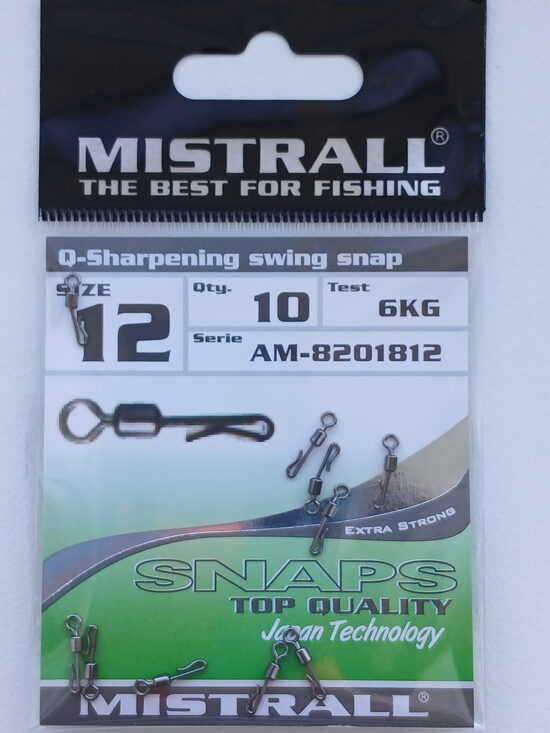 MISTRALL®
THE BEST FOR FISHING
Q-Sharpening swing snap
SIZE
12
Qty.
10
Test
6KG
Serie
AM-8201812
EXTRA STRONG
SNAPS
TOP QUALITY
Japan Technology
MISTRALL®